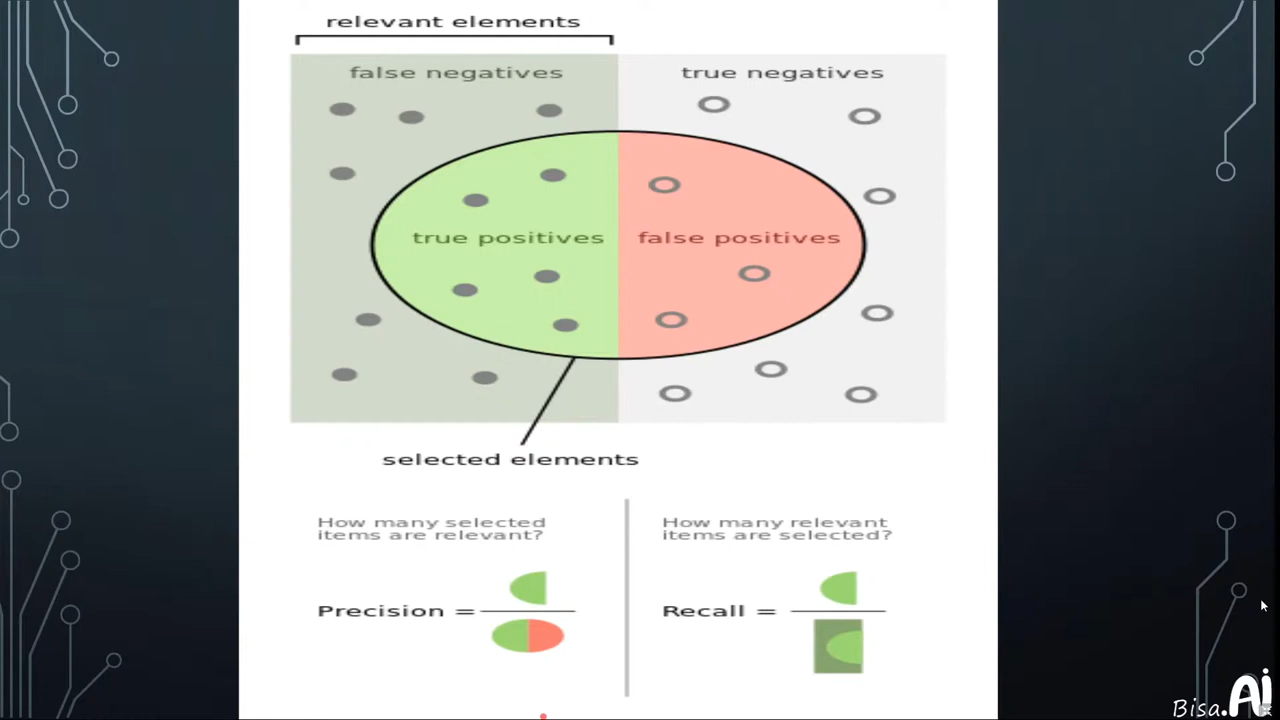 relevant elements
false negatives
true negatives
true positives
false positives
selected elements
How many selected
items are relevant?
How many relevant
items are selected?
Precision =
Recall =
Bisa.Ai